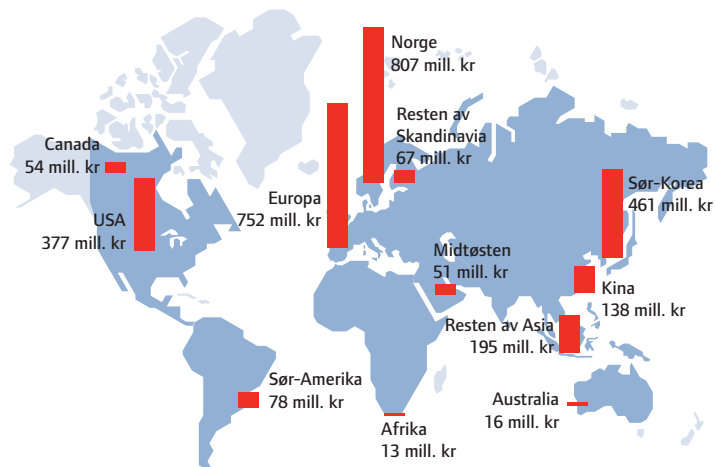 Norge
807 mill. kr
Resten av
Skandinavia
67 mill. kr
Canada
54 mill. kr
USA
377 mill. kr
Europa
752 mill. kr
Sør-Korea
461 mill. kr
Midtøsten
51 mill. kr
Kina
138 mill. kr
Resten av Asia
195 mill. kr
Sør-Amerika
78 mill. kr
Australia
16 mill. kr
Afrika
13 mill. kr